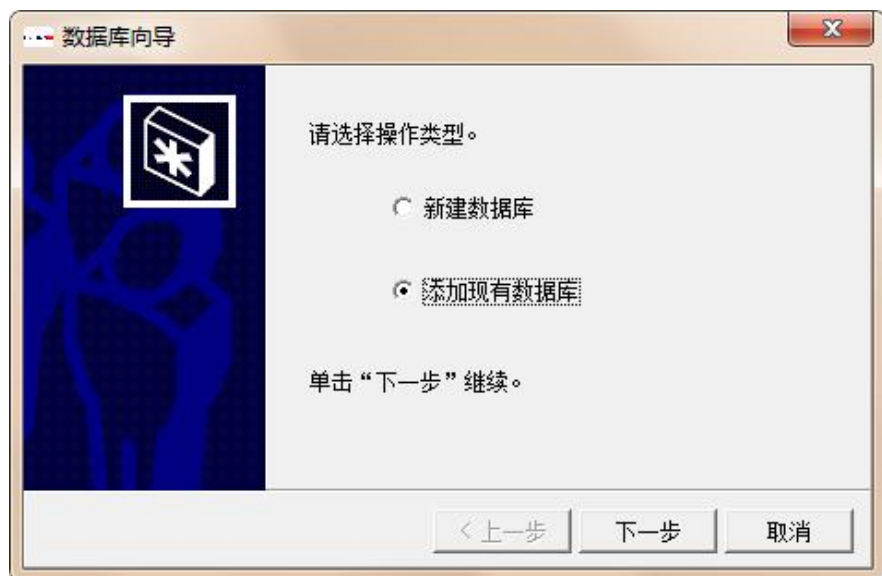 数据库向导
请选择操作类型。
新建数据库
添加现有数据库
单击“下一步”继续。
<上一步
下一步
取消